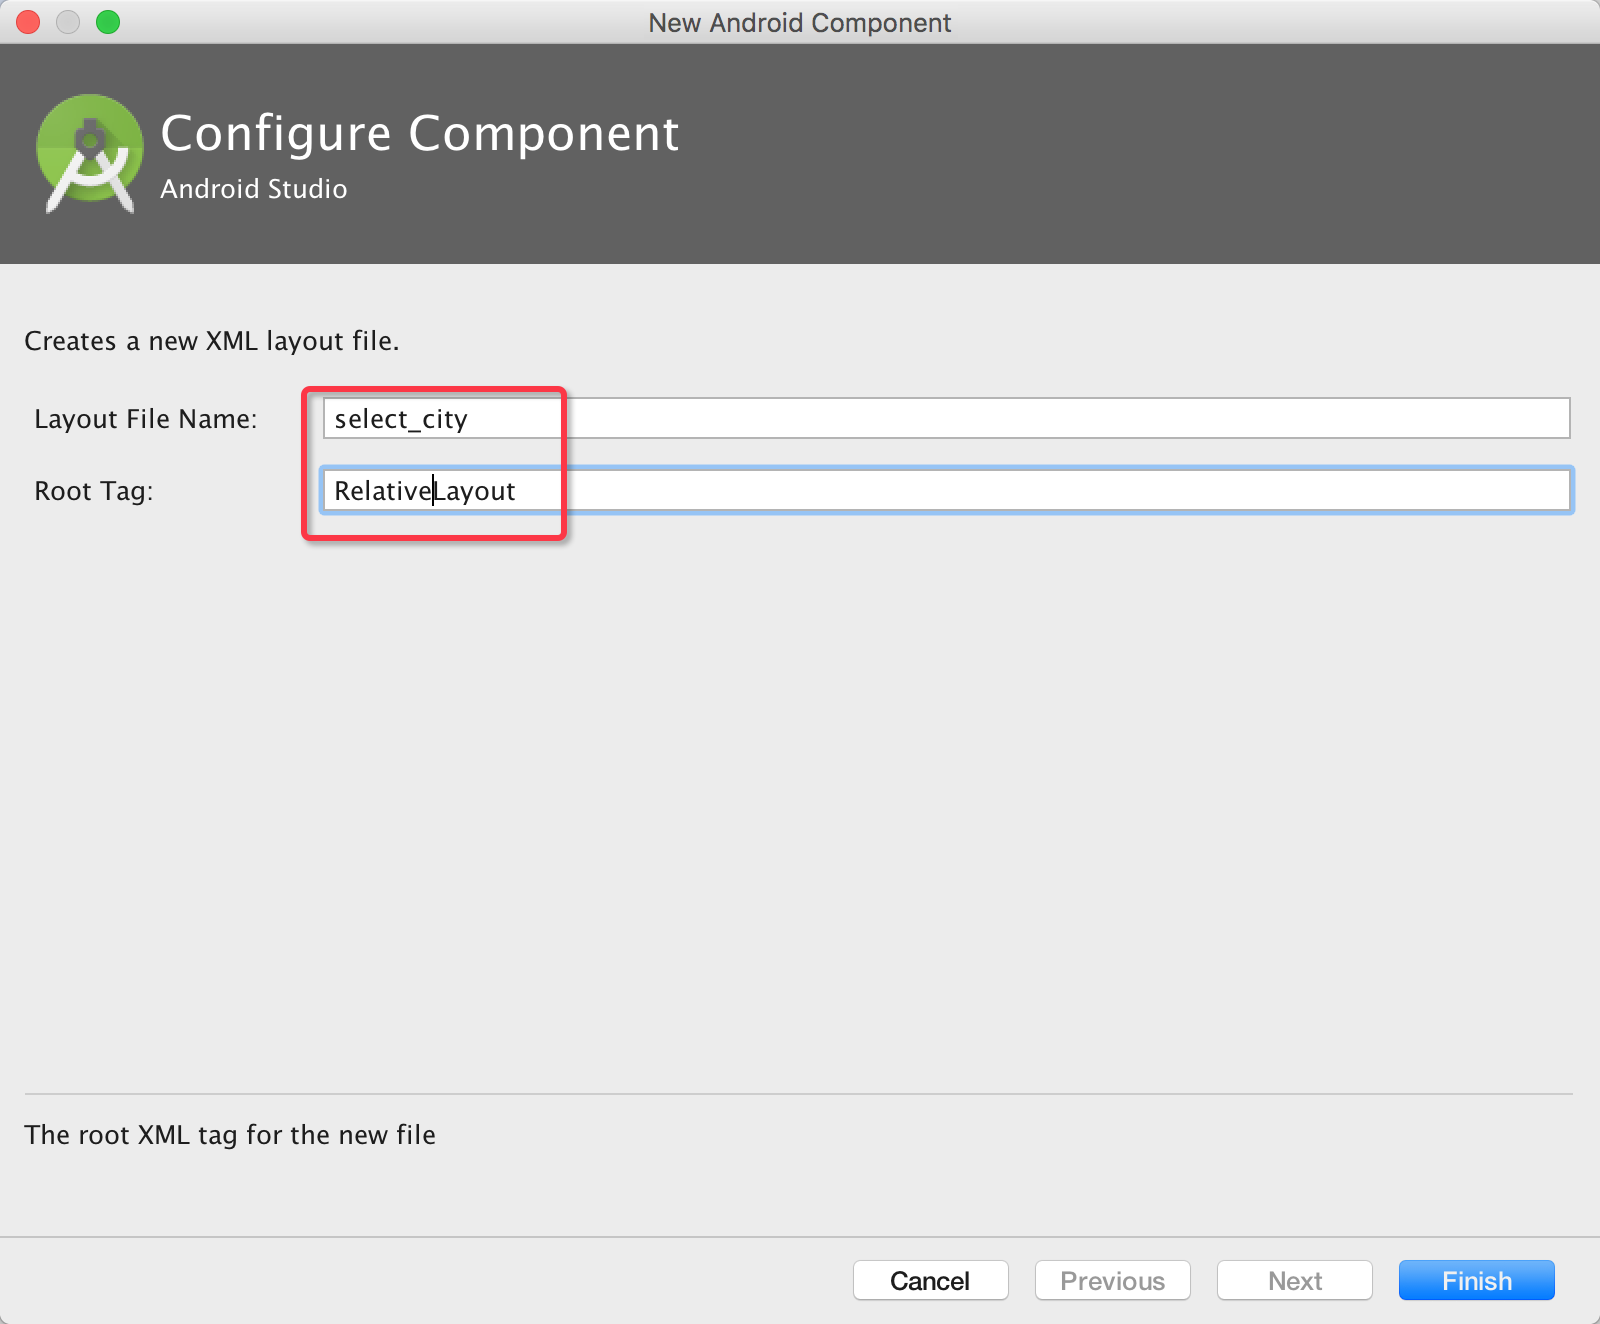 New Android Component
Configure Component
Android Studio
Creates a new XML layout file.
Layout File Name: select_city
Root Tag: RelativeLayout
The root XML tag for the new file
Cancel Previous Next Finish